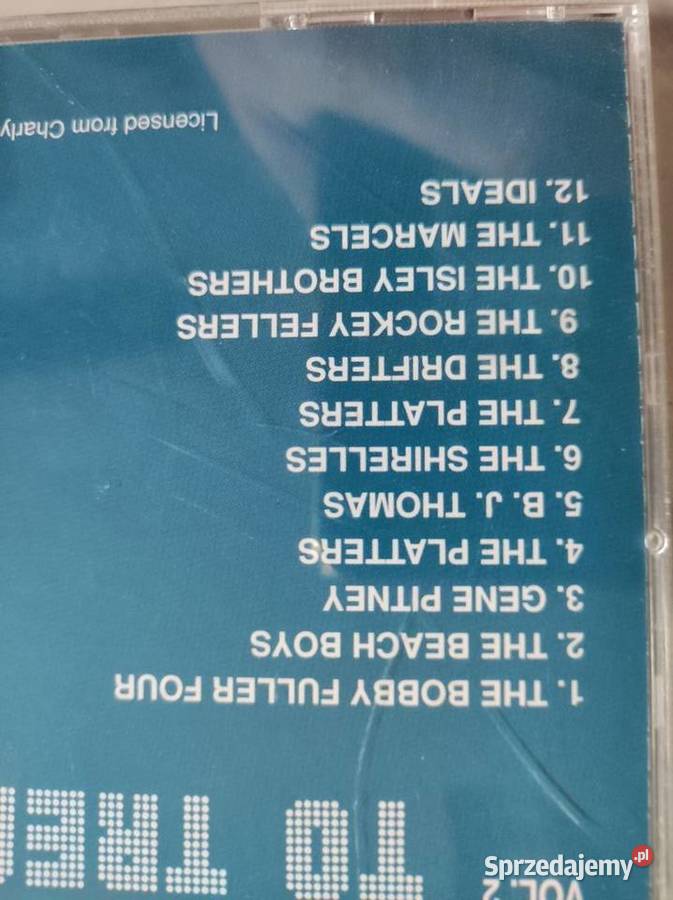 VOL. 2
TO
1. THE BOBBY FULLER FOUR
2. THE BEACH BOYS
3. GENE PITNEY
4. THE PLATTERS
5. B. J. THOMAS
6. THE SHIRELLES
7. THE PLATTERS
8. THE DRIFTERS
9. THE ROCKEY FELLERS
10. THE ISLEY BROTHERS
11. THE MARCELS
12. IDEALS
Licensed from Charly
Sprzedajemy.pl